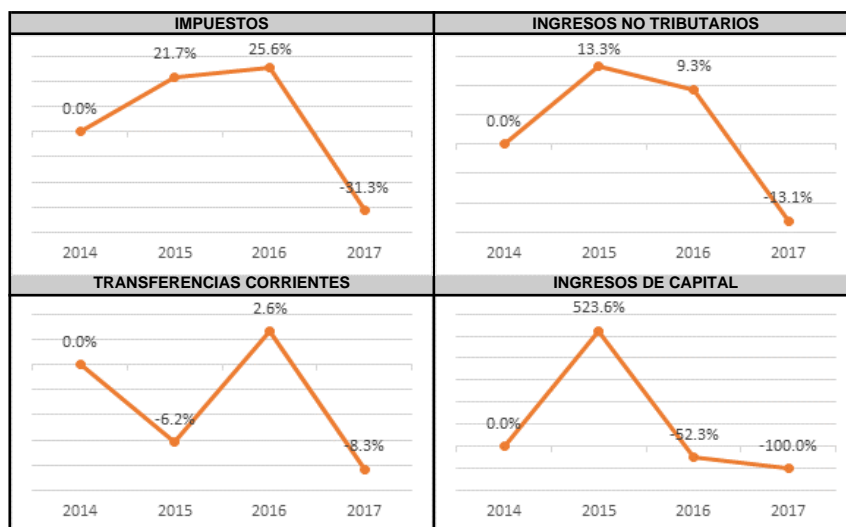 IMPUESTOS
21.7%
25.6%
0.0%
-31.3%
2014 2015 2016 2017
INGRESOS NO TRIBUTARIOS
13.3%
9.3%
0.0%
-13.1%
2014 2015 2016 2017
TRANSFERENCIAS CORRIENTES
2.6%
0.0%
-6.2%
-8.3%
2014 2015 2016 2017
INGRESOS DE CAPITAL
523.6%
0.0%
-52.3%
-100.0%
2014 2015 2016 2017